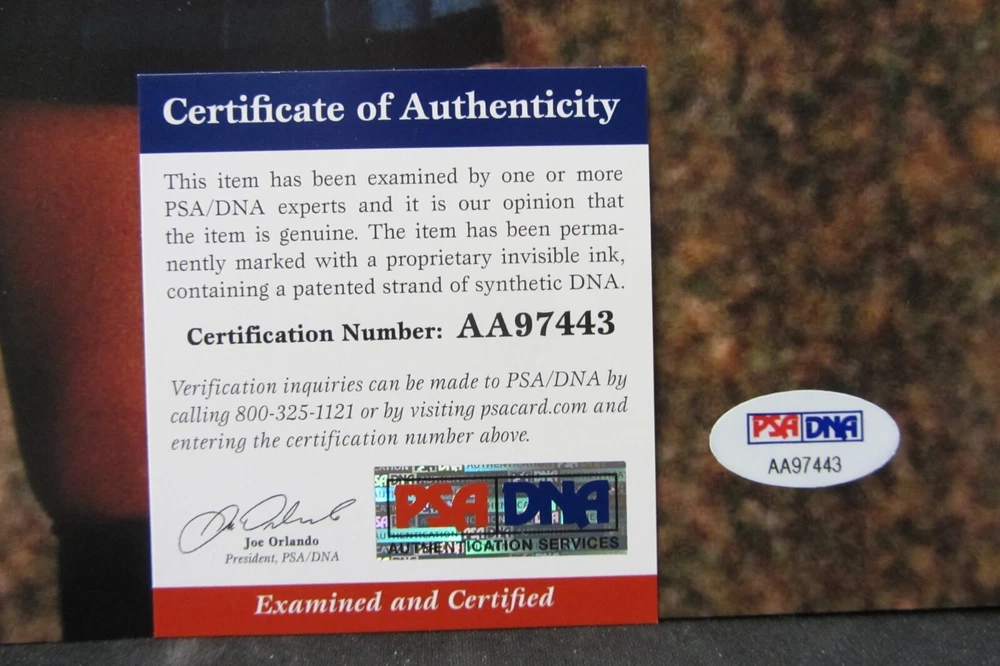 Certificate of Authenticity
This item has been examined by one or more
PSA/DNA experts and it is our opinion that
the item is genuine. The item has been perma-
nently marked with a proprietary invisible ink,
containing a patented strand of synthetic DNA.
Certification Number: AA97443
Verification inquiries can be made to PSA/DNA by
calling 800-325-1121 or by visiting psacard.com and
entering the certification number above.
Joe Orlando
President, PSA/DNA
PSA DNA
AUTHENTICATION SERVICES
Examined and Certified
PSA DNA
AA97443